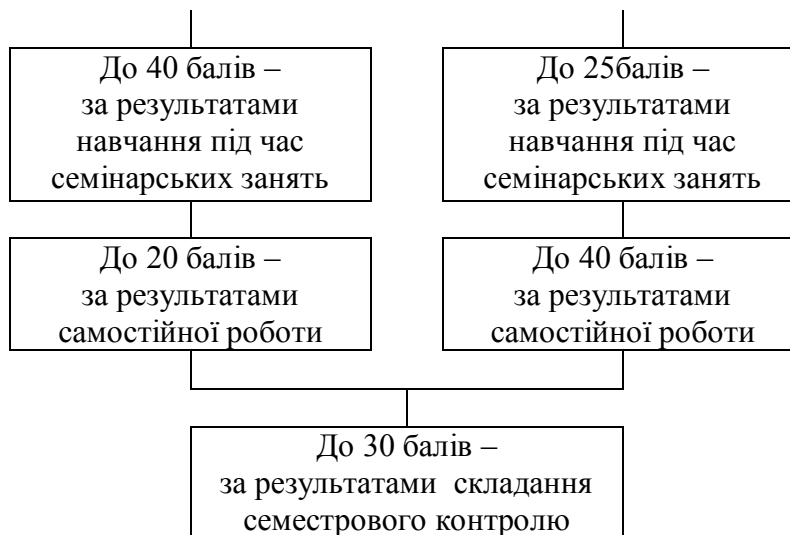 До 40 балів –
за результатами
навчання під час
семінарських занять
До 25балів –
за результатами
навчання під час
семінарських занять
До 20 балів –
за результатами
самостійної роботи
До 40 балів –
за результатами
самостійної роботи
До 30 балів –
за результатами складання
семестрового контролю